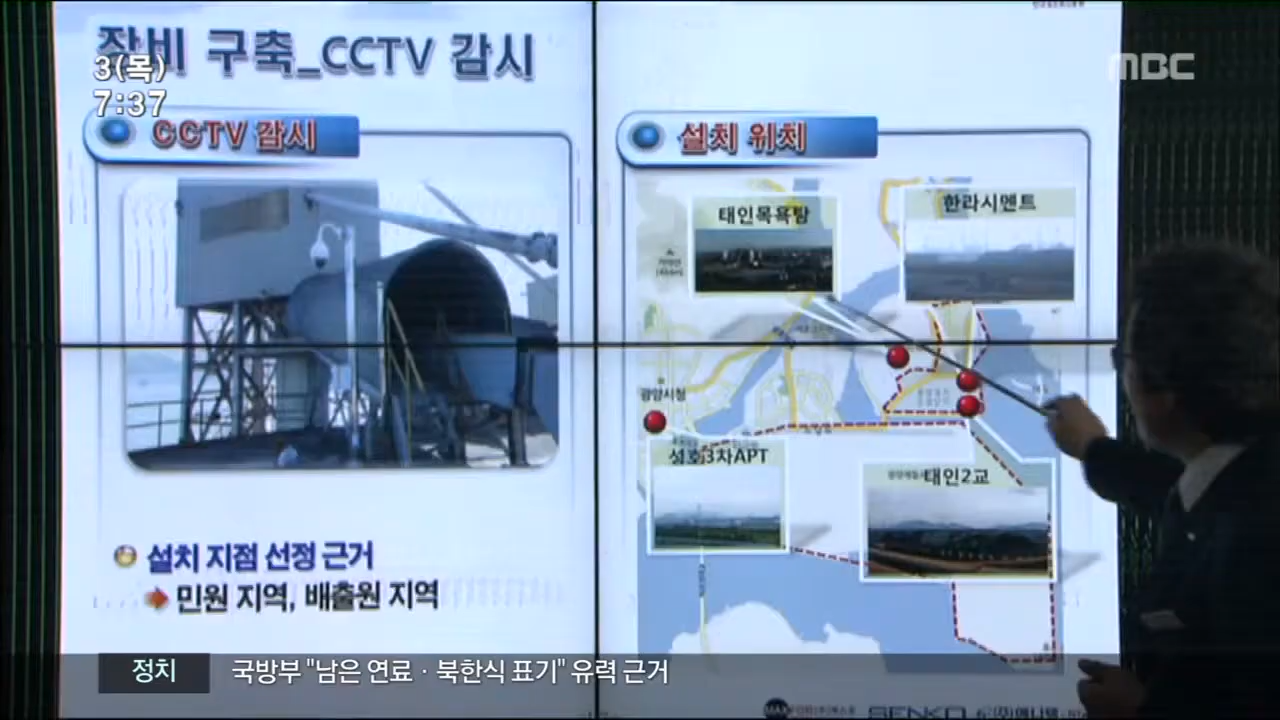 장비 구축_CCTV 감시
3(목)
7:37
MBC
CCTV 감시
설치 위치
태인목욕탕
한라시멘트
광양시청
성호3차APT
태인2교
설치 지점 선정 근거
민원 지역, 배출원 지역
정치
국방부 "남은 연료·북한식 표기" 유력 근거
SENKO